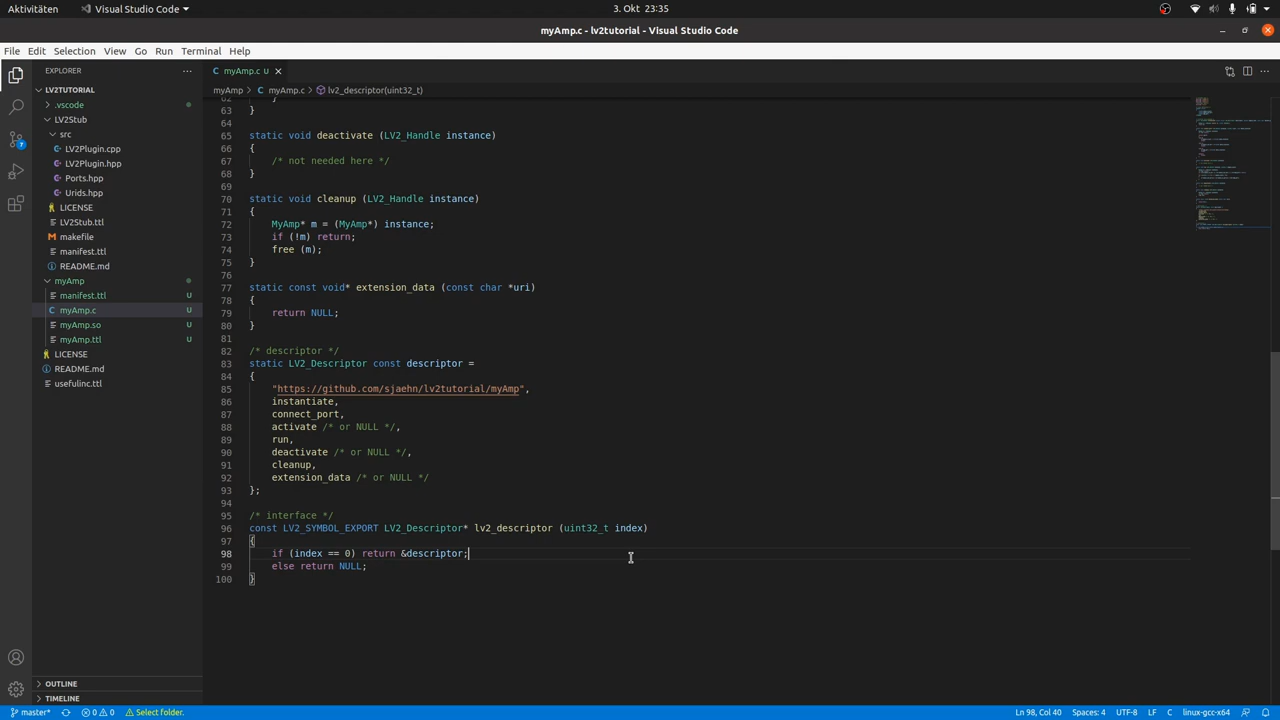 Aktivitäten
Visual Studio Code
3. Okt 23:35
myAmp.c - lv2tutorial - Visual Studio Code
File Edit Selection View Go Run Terminal Help
EXPLORER
LV2TUTORIAL
.vscode
LV2Stub
src
LV2Plugin.cpp
LV2Plugin.hpp
Ports.hpp
Urids.hpp
LICENSE
LV2Stub.ttl
makefile
manifest.ttl
README.md
myAmp
manifest.ttl U
C myAmp.c U
myAmp.so U
myAmp.ttl U
LICENSE
README.md
usefulinc.ttl
OUTLINE
TIMELINE
7
C myAmp.c U
myAmp > C myAmp.c > lv2_descriptor(uint32_t)
62 }
63 }
64
65 static void deactivate (LV2_Handle instance)
66 {
67 /* not needed here */
68 }
69
70 static void cleanup (LV2_Handle instance)
71 {
72 MyAmp* m = (MyAmp*) instance;
73 if (!m) return;
74 free (m);
75 }
76
77 static const void* extension_data (const char *uri)
78 {
79 return NULL;
80 }
81
82 /* descriptor */
83 static LV2_Descriptor const descriptor =
84 {
85 "https://github.com/sjaehn/lv2tutorial/myAmp",
86 instantiate,
87 connect_port,
88 activate /* or NULL */,
89 run,
90 deactivate /* or NULL */,
91 cleanup,
92 extension_data /* or NULL */
93 };
94
95 /* interface */
96 const LV2_SYMBOL_EXPORT LV2_Descriptor* lv2_descriptor (uint32_t index)
97 {
98 if (index == 0) return &descriptor;
99 else return NULL;
100 }
master* 0 0 Select folder.
Ln 98, Col 40 Spaces: 4 UTF-8 LF C linux-gcc-x64